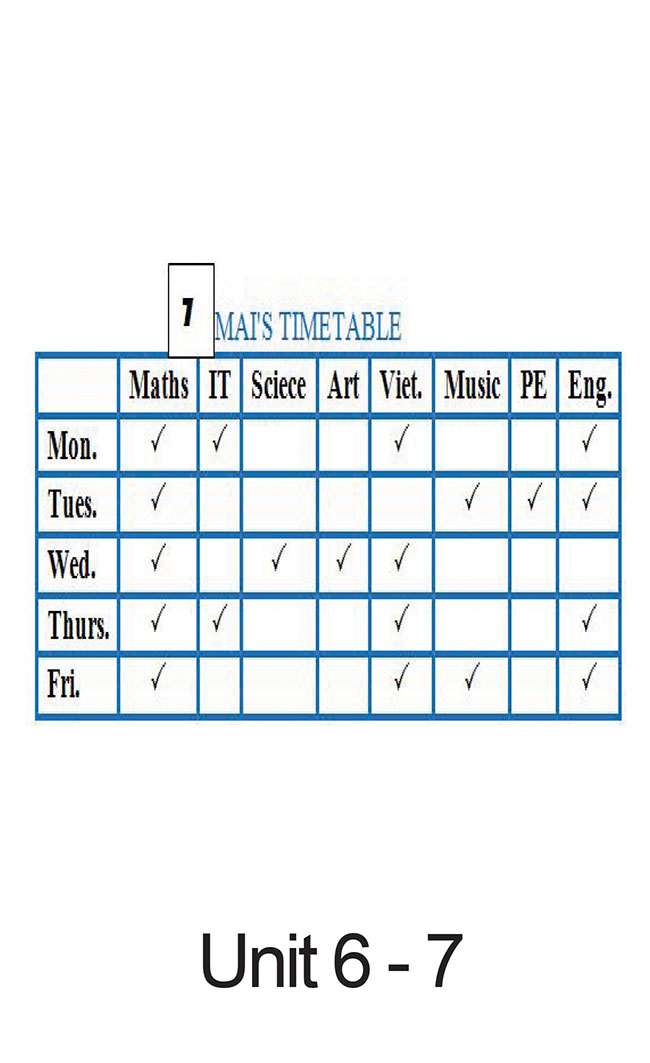 7
MAI'S TIMETABLE
Maths IT Sciece Art Viet. Music PE Eng.
Mon. √ √ √ √
Tues. √ √ √ √
Wed. √ √ √ √
Thurs. √ √ √ √
Fri. √ √ √ √
Unit 6 - 7